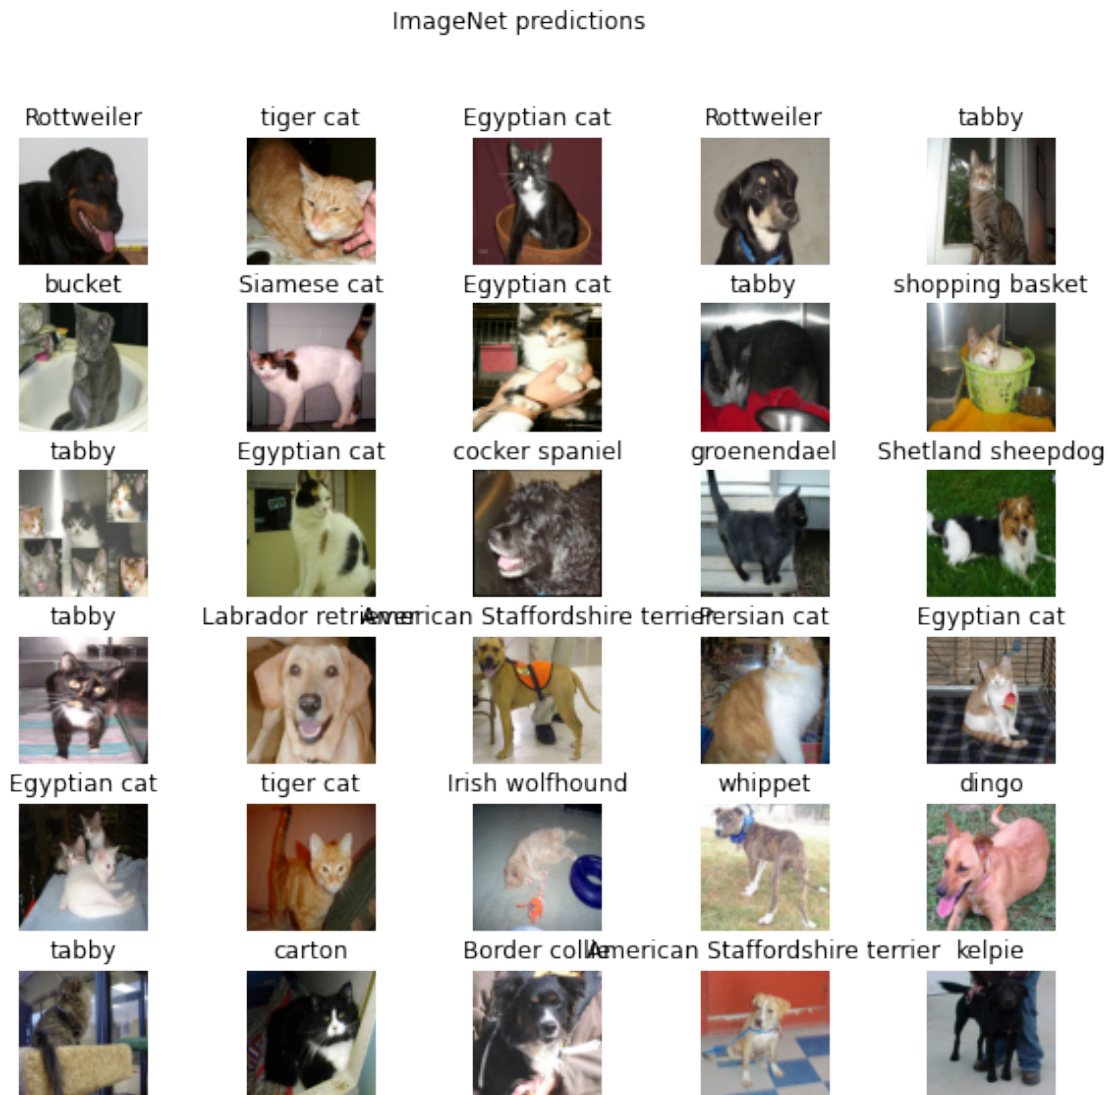 ImageNet predictions
Rottweiler tiger cat Egyptian cat Rottweiler tabby
bucket Siamese cat Egyptian cat tabby shopping basket
tabby Egyptian cat cocker spaniel groenendael Shetland sheepdog
tabby Labrador retriever American Staffordshire terrier Persian cat Egyptian cat
Egyptian cat tiger cat Irish wolfhound whippet dingo
tabby carton Border collie American Staffordshire terrier kelpie